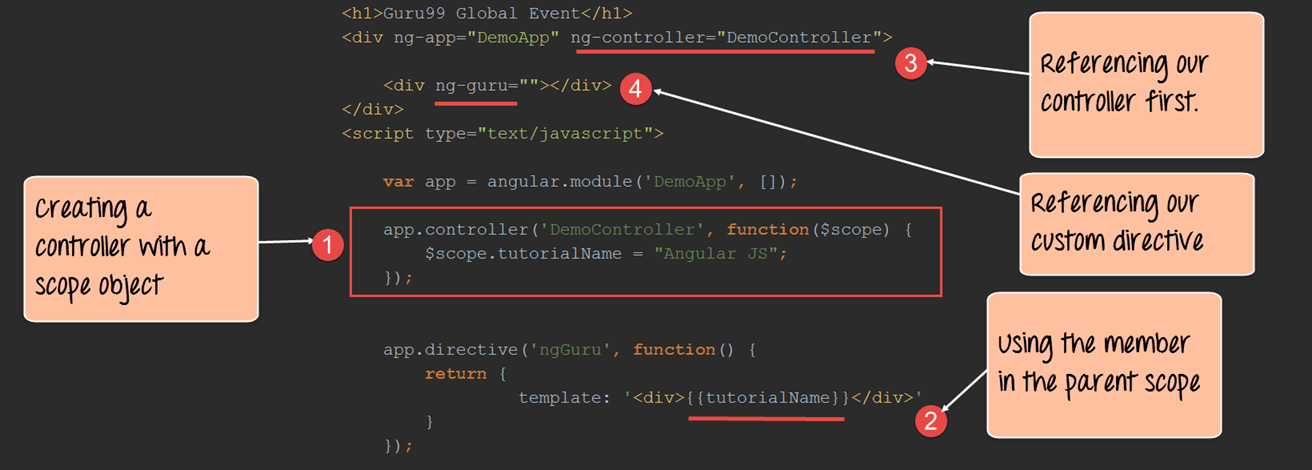 <h1>Guru99 Global Event</h1>
<div ng-app="DemoApp" ng-controller="DemoController">
<div ng-guru=""></div>
</div>
<script type="text/javascript">
var app = angular.module('DemoApp', []);
app.controller('DemoController', function($scope) {
$scope.tutorialName = "Angular JS";
});
app.directive('ngGuru', function() {
return {
template: '<div>{{tutorialName}}</div>'
}
});
3
Referencing our
controller first.
4
Referencing our
custom directive
Creating a
controller with a
scope object
1
Using the member
in the parent scope
2